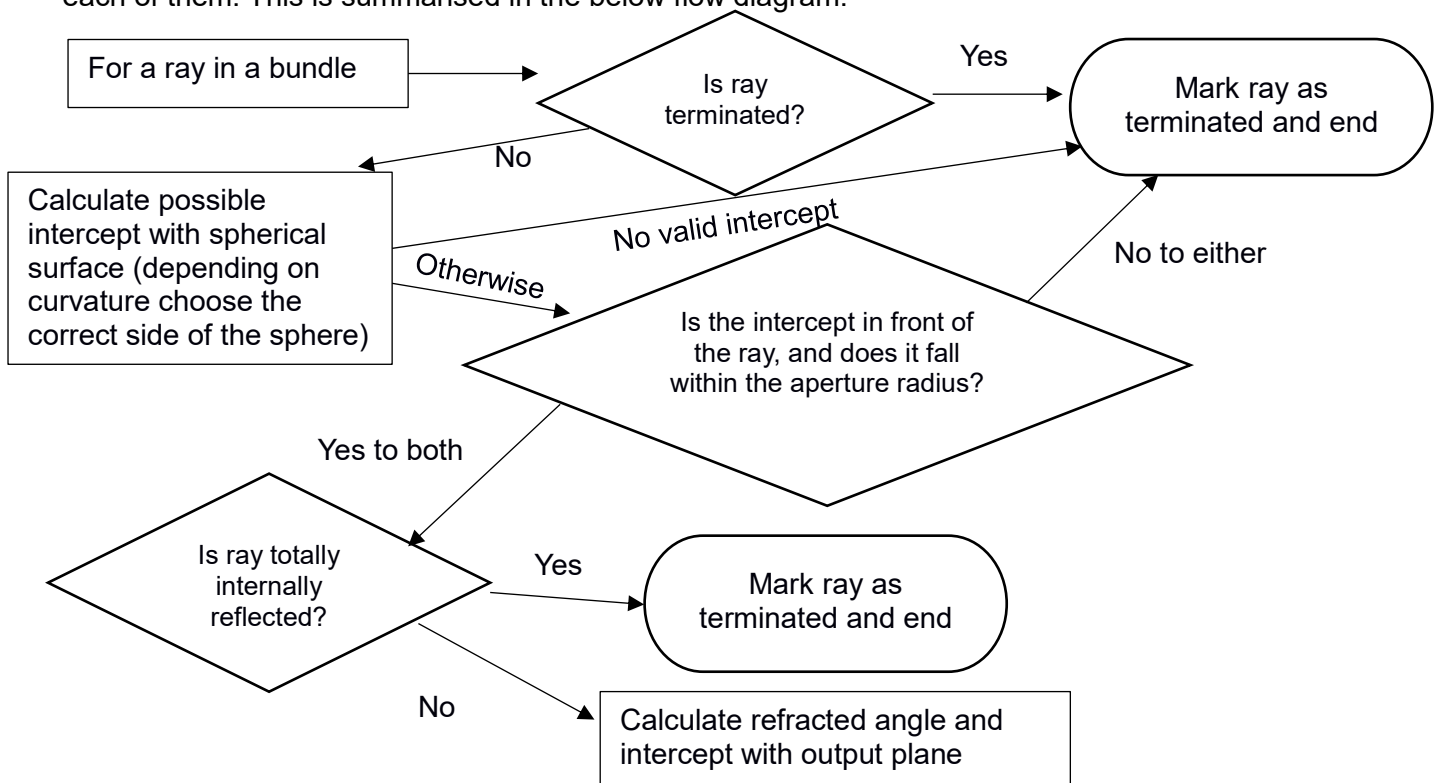 each of them. This is summarised in the below flow diagram.
For a ray in a bundle
Is ray
terminated?
Yes
Mark ray as
terminated and end
No
Calculate possible
intercept with spherical
surface (depending on
curvature choose the
correct side of the sphere)
No valid intercept
Otherwise
No to either
Is the intercept in front of
the ray, and does it fall
within the aperture radius?
Yes to both
Is ray totally
internally
reflected?
Yes
Mark ray as
terminated and end
No
Calculate refracted angle and
intercept with output plane